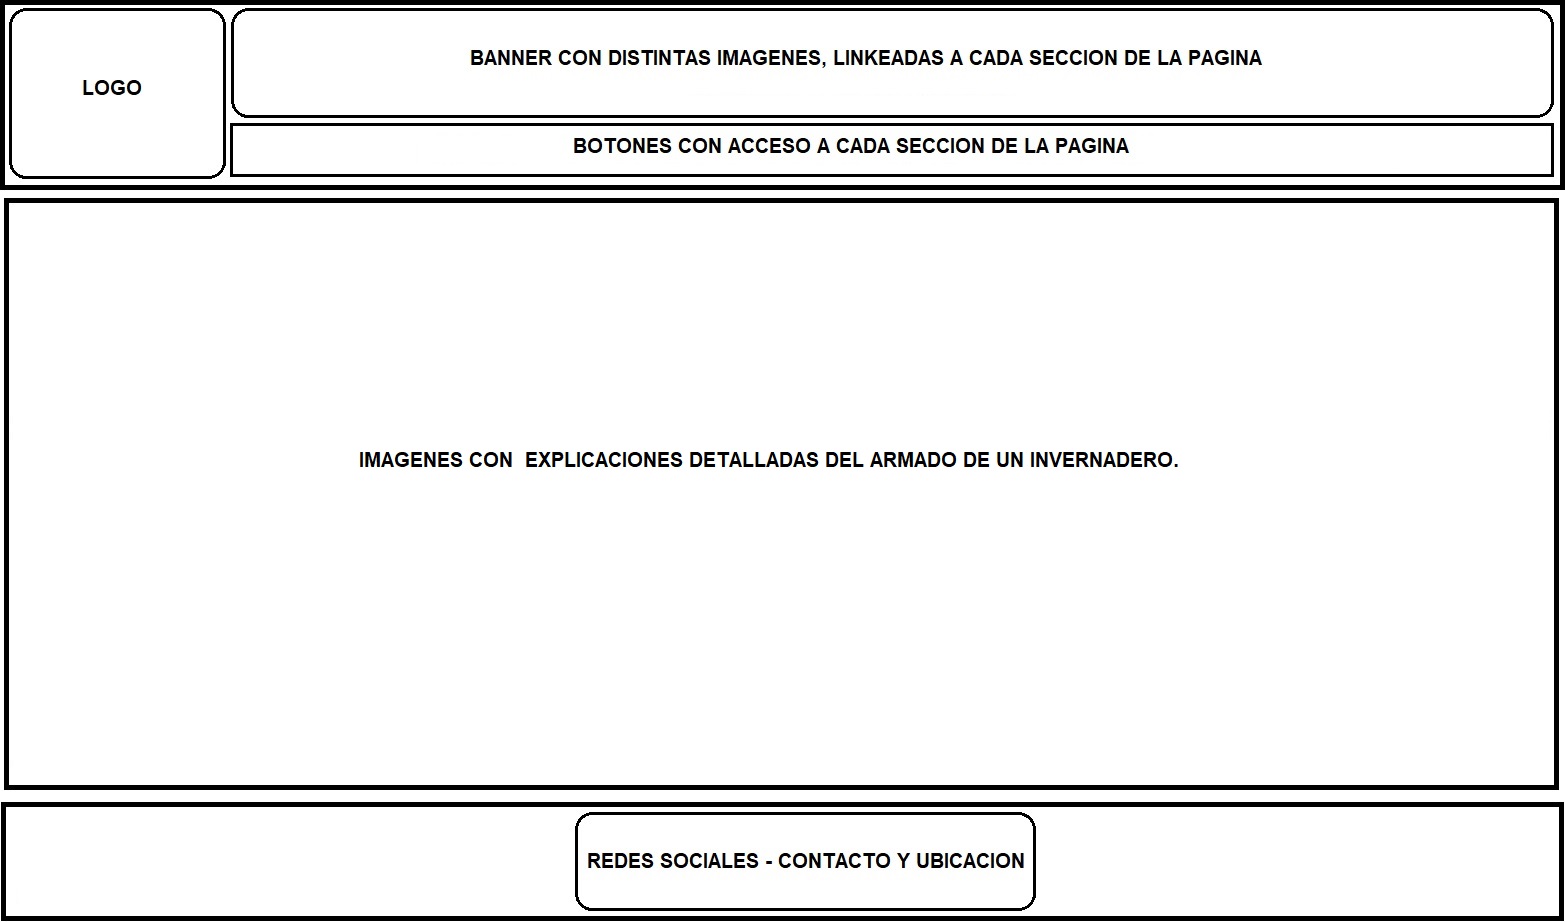 LOGO
BANNER CON DISTINTAS IMAGENES, LINKEADAS A CADA SECCION DE LA PAGINA
BOTONES CON ACCESO A CADA SECCION DE LA PAGINA
IMAGENES CON  EXPLICACIONES DETALLADAS DEL ARMADO DE UN INVERNADERO.
REDES SOCIALES - CONTACTO Y UBICACION